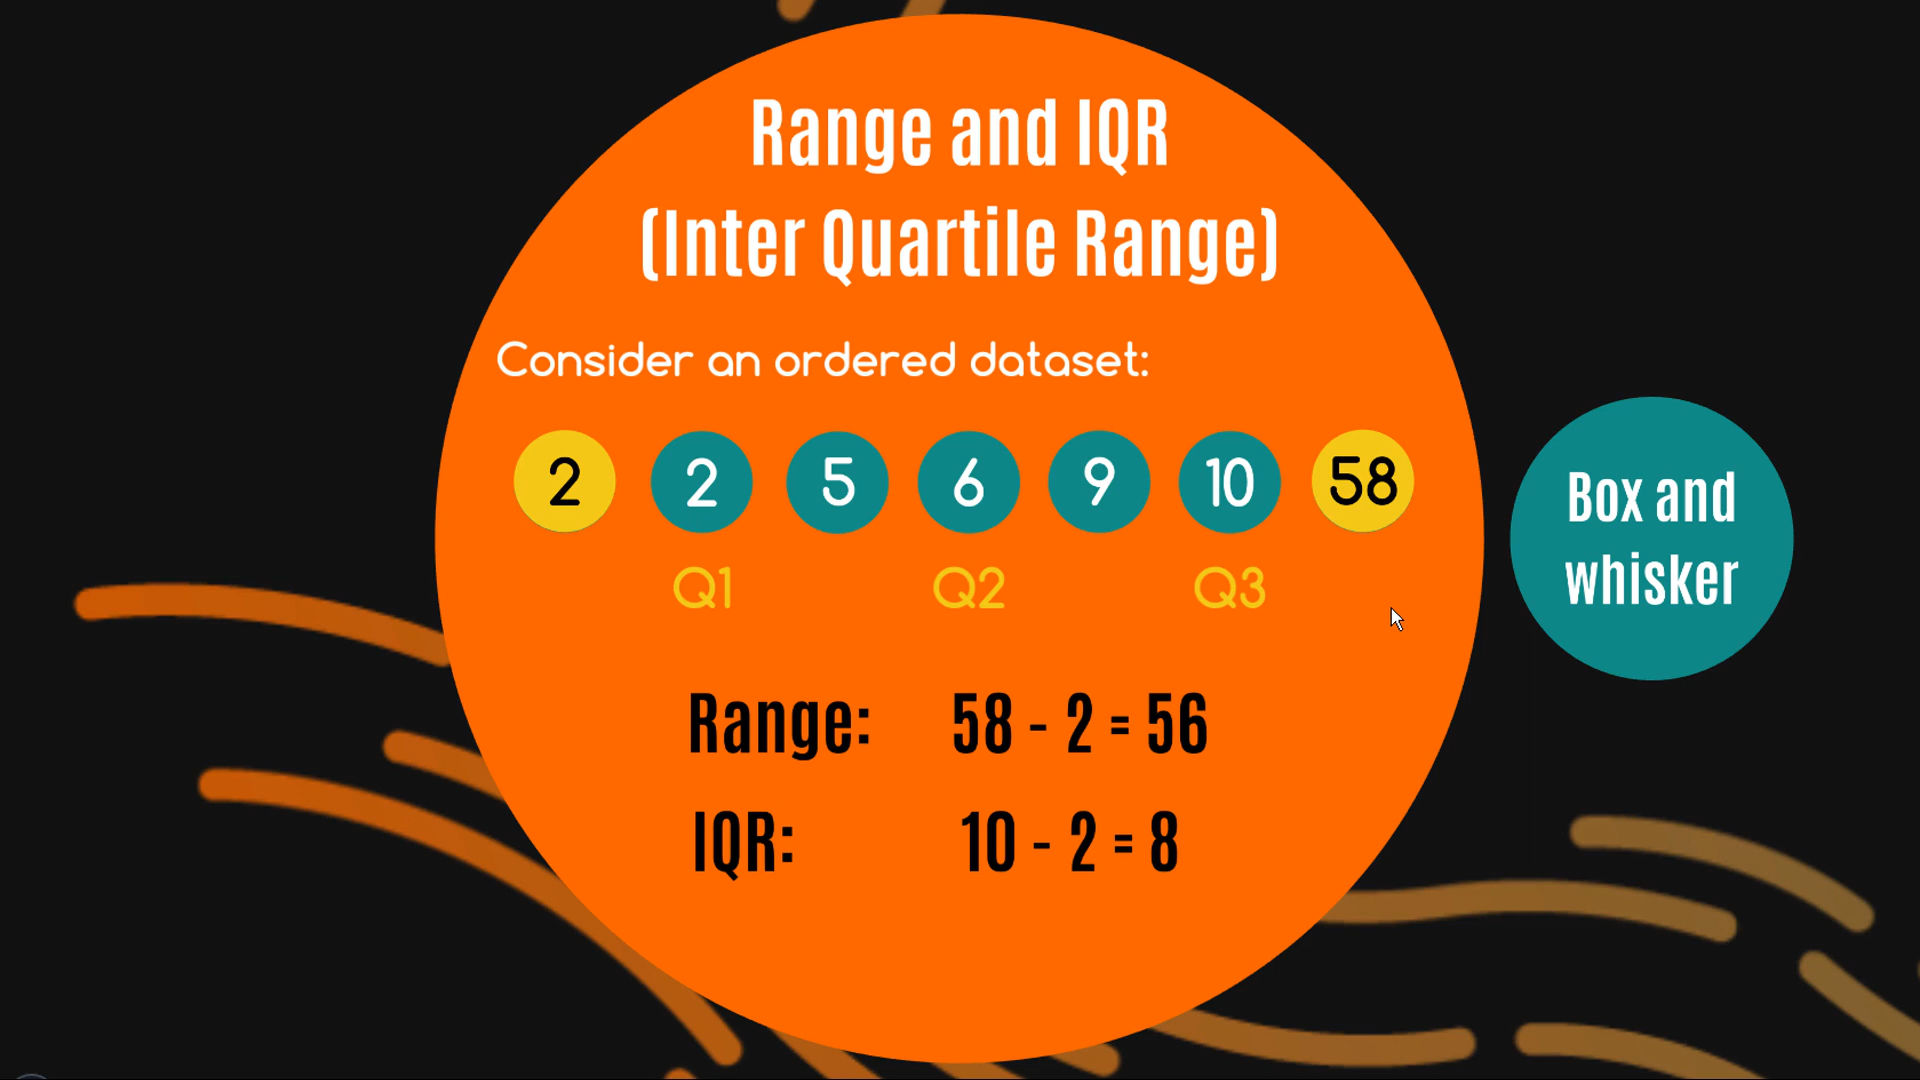 Range and IQR
(Inter Quartile Range)
Consider an ordered dataset:
2 2 5 6 9 10 58
Q1 Q2 Q3
Box and
whisker
Range: 58 - 2 = 56
IQR: 10 - 2 = 8